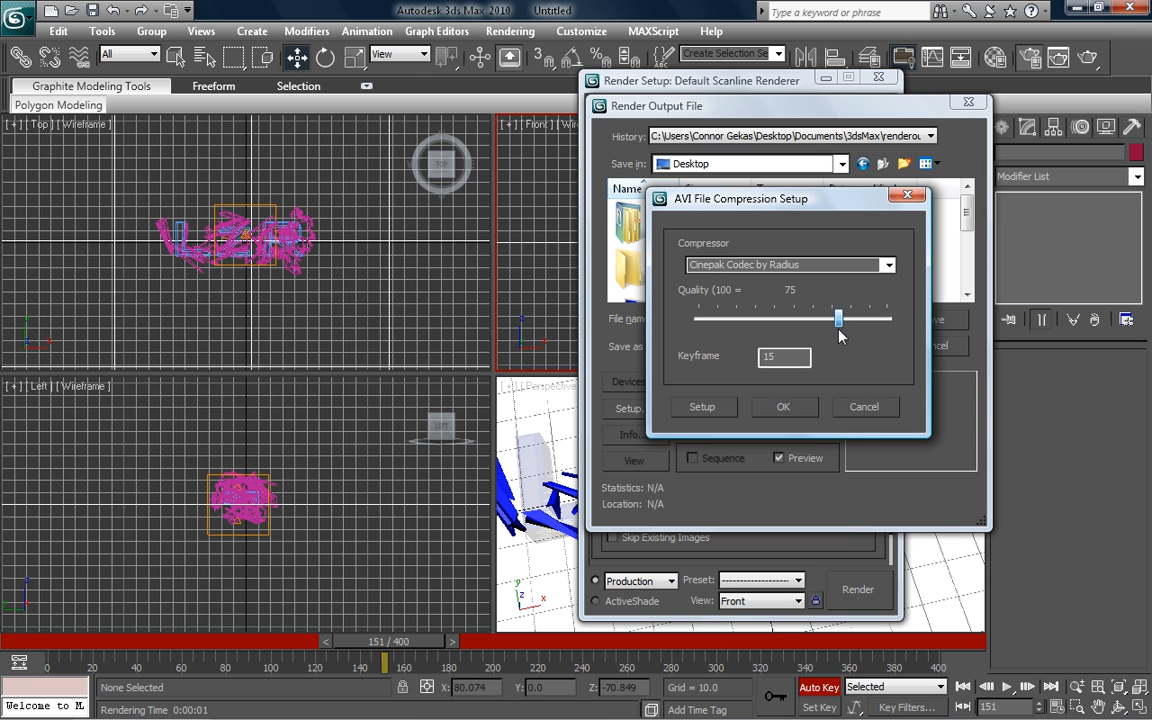 Autodesk 3ds Max 2010 Untitled
Type a keyword or phrase
Edit Tools Group Views Create Modifiers Animation Graph Editors Rendering Customize MAXScript Help
All View Create Selection Se
Graphite Modeling Tools Freeform Selection
Polygon Modeling
Render Setup: Default Scanline Renderer
Render Output File
History: C:\Users\Connor Gekas\Desktop\Documents\3dsMax\renderou
Save in: Desktop
Name
AVI File Compression Setup
Compressor
Cinepak Codec by Radius
Quality (100 = 75
Keyframe 15
Setup OK Cancel
File nam
Save as
Devices
Setup.
Info..
View
Sequence Preview
Statistics: N/A
Location: N/A
Skip Existing Images
Production Preset:
ActiveShade View: Front
Render
Modifier List
[ + ] [ Top ] [ Wireframe ]
TOP
[ + ] [ Front ] [ Wire
[ + ] [ Left ] [ Wireframe ]
LEFT
[ + ] [ Perspective
z x
151 / 400
0 20 40 60 80 100 120 140 160 180 200 220 240 260 280 300 320 340 360 380 400
None Selected X: 80.074 Y: 0.0 Z: -70.849 Grid = 10.0 Auto Key Selected
Welcome to M Rendering Time 0:00:01 Add Time Tag Set Key Key Filters... 151